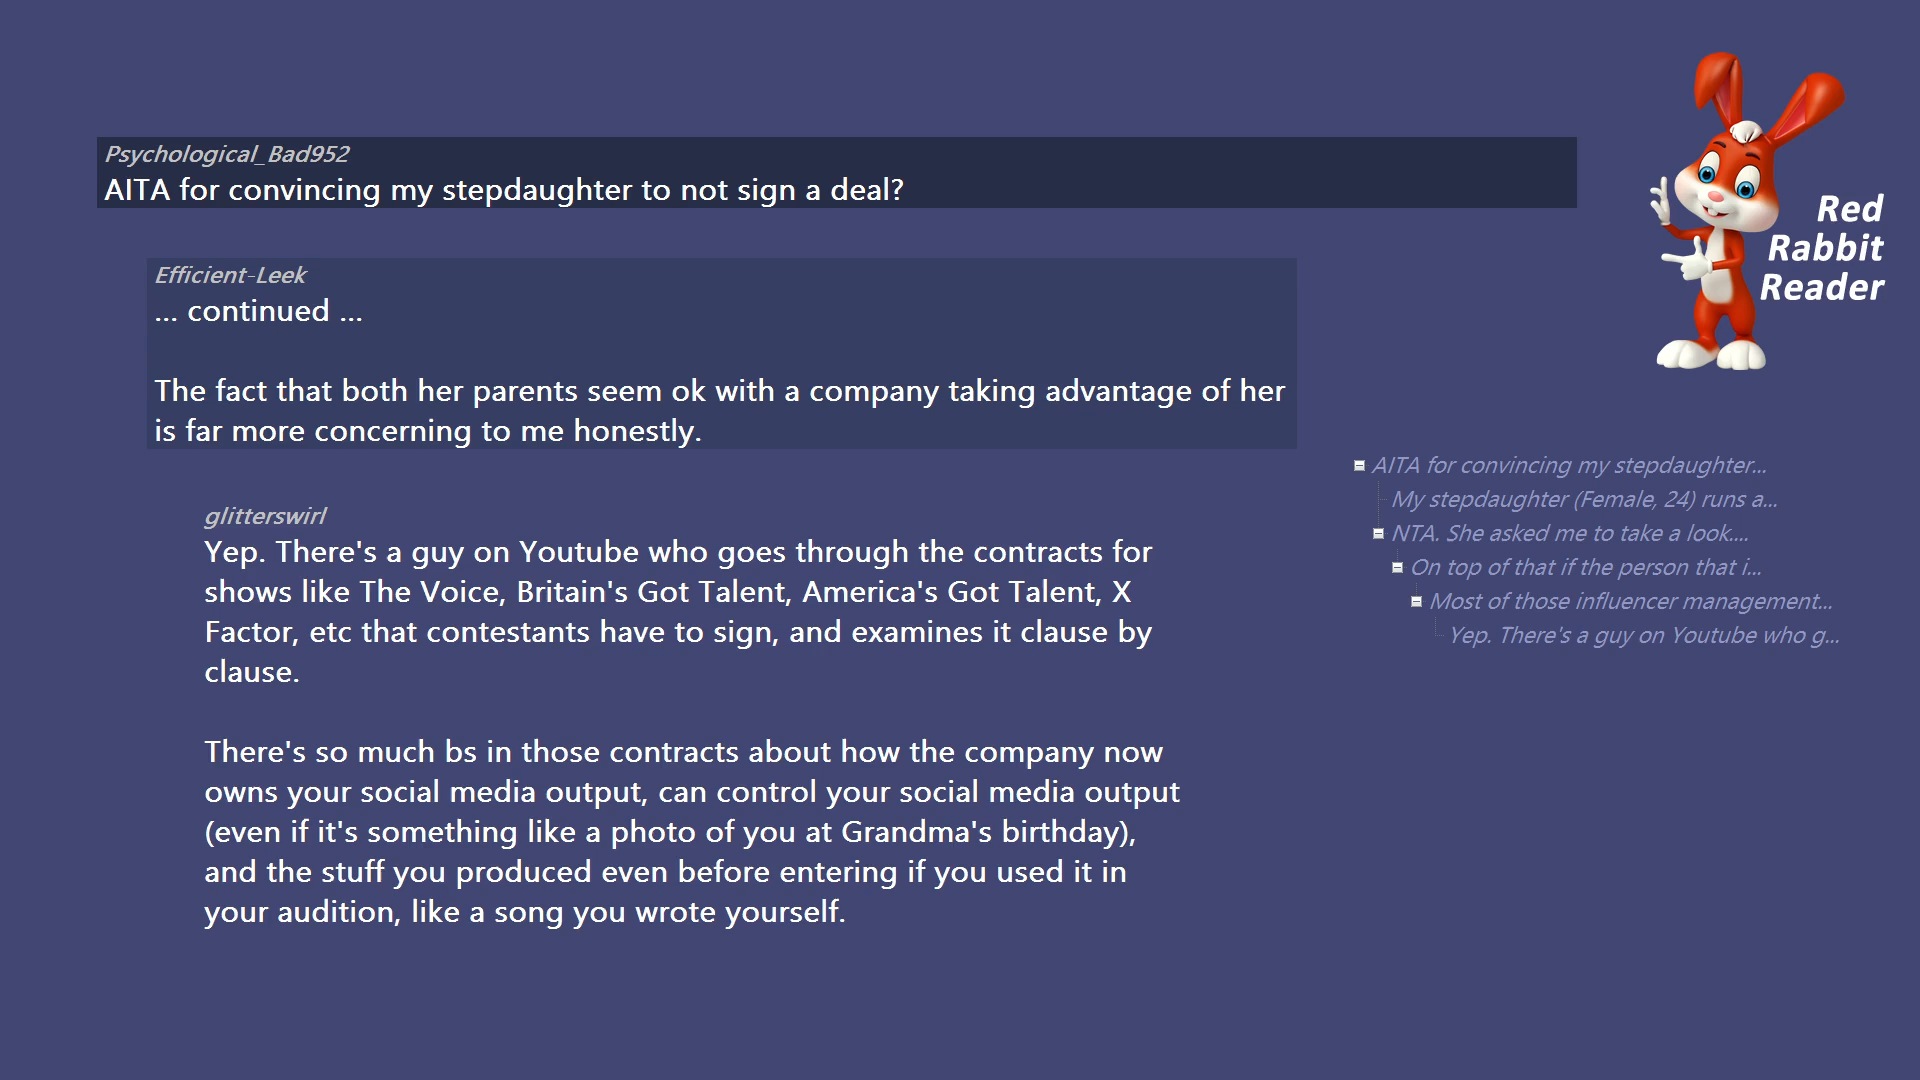 Psychological_Bad952
AITA for convincing my stepdaughter to not sign a deal?
Efficient-Leek
... continued ...
The fact that both her parents seem ok with a company taking advantage of her
is far more concerning to me honestly.
glitterswirl
Yep. There's a guy on Youtube who goes through the contracts for
shows like The Voice, Britain's Got Talent, America's Got Talent, X
Factor, etc that contestants have to sign, and examines it clause by
clause.
There's so much bs in those contracts about how the company now
owns your social media output, can control your social media output
(even if it's something like a photo of you at Grandma's birthday),
and the stuff you produced even before entering if you used it in
your audition, like a song you wrote yourself.
Red
Rabbit
Reader
AITA for convincing my stepdaughter...
My stepdaughter (Female, 24) runs a...
NTA. She asked me to take a look....
On top of that if the person that i...
Most of those influencer management...
Yep. There's a guy on Youtube who g...